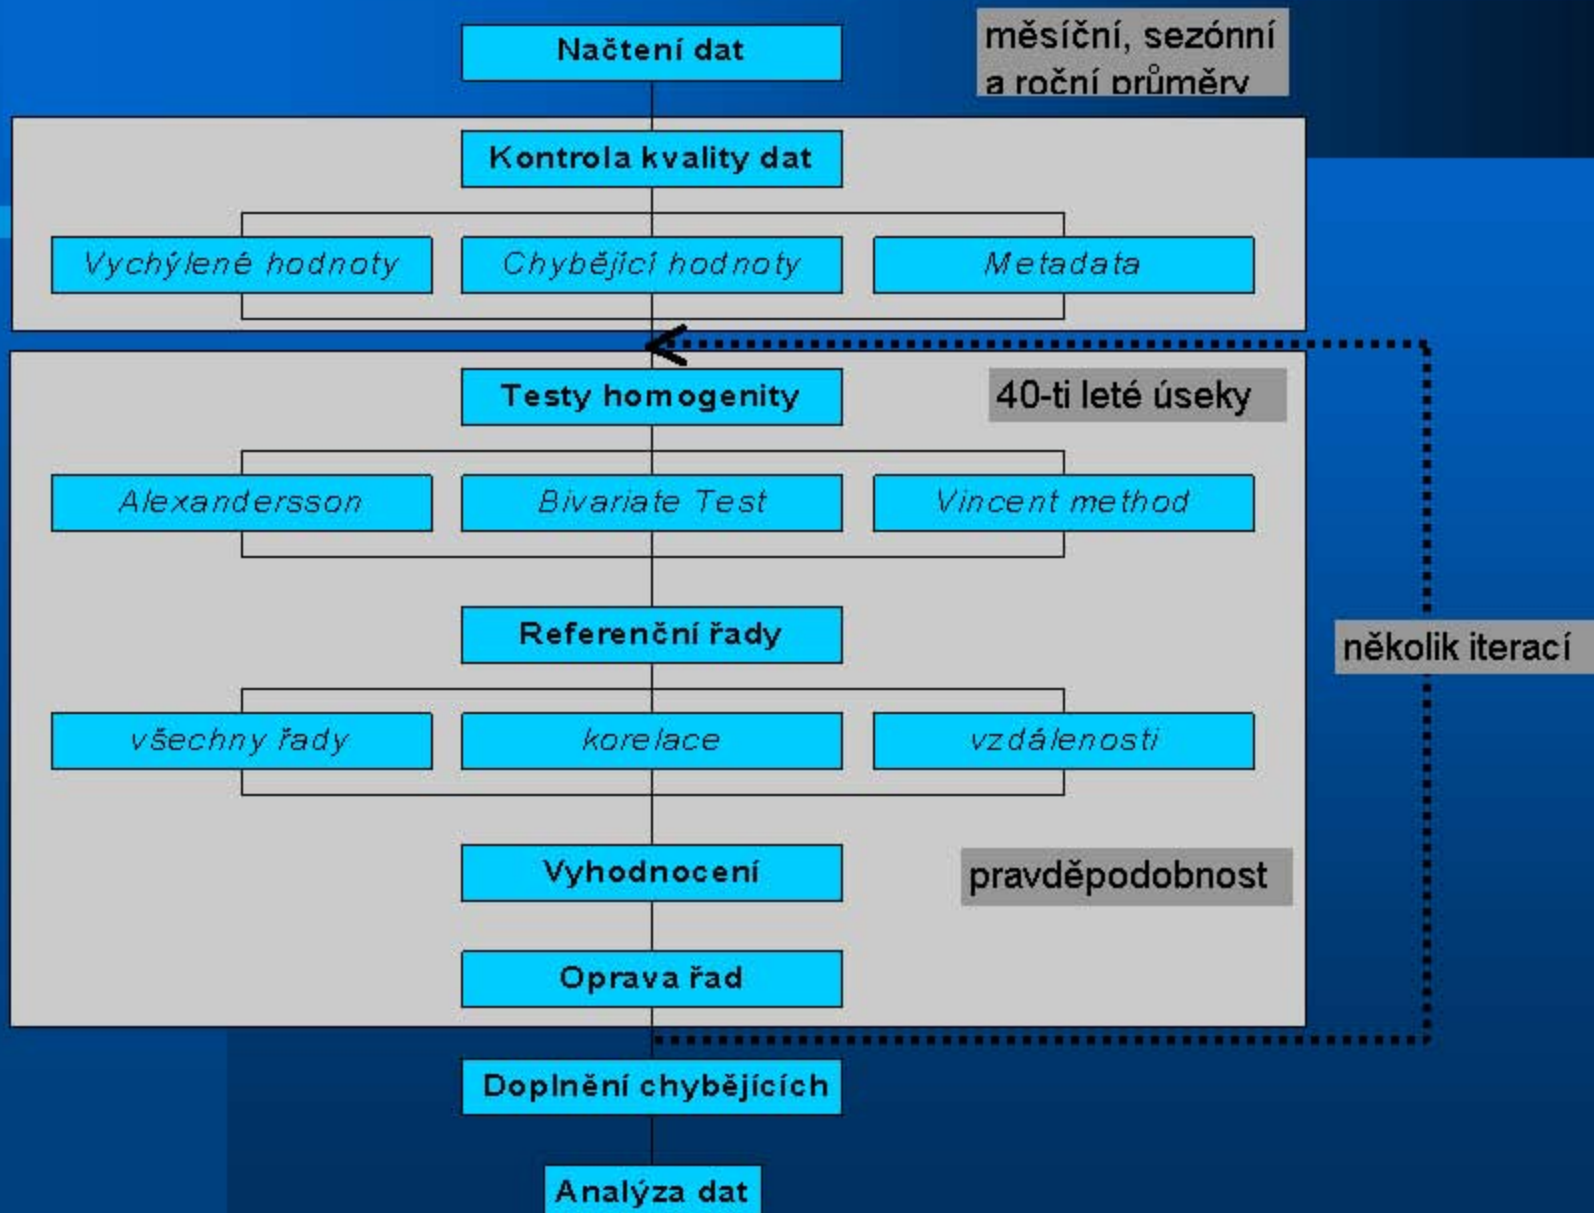 Načtení dat
měsíční, sezónní
a roční průměry
Kontrola kvality dat
Vychýlené hodnoty
Chybějící hodnoty
Metadata
Testy homogenity
40-ti leté úseky
Alexandersson
Bivariate Test
Vincent method
Referenční řady
několik iterací
všechny řady
korelace
vzdálenosti
Vyhodnocení
pravděpodobnost
Oprava řad
Doplnění chybějících
Analýza dat